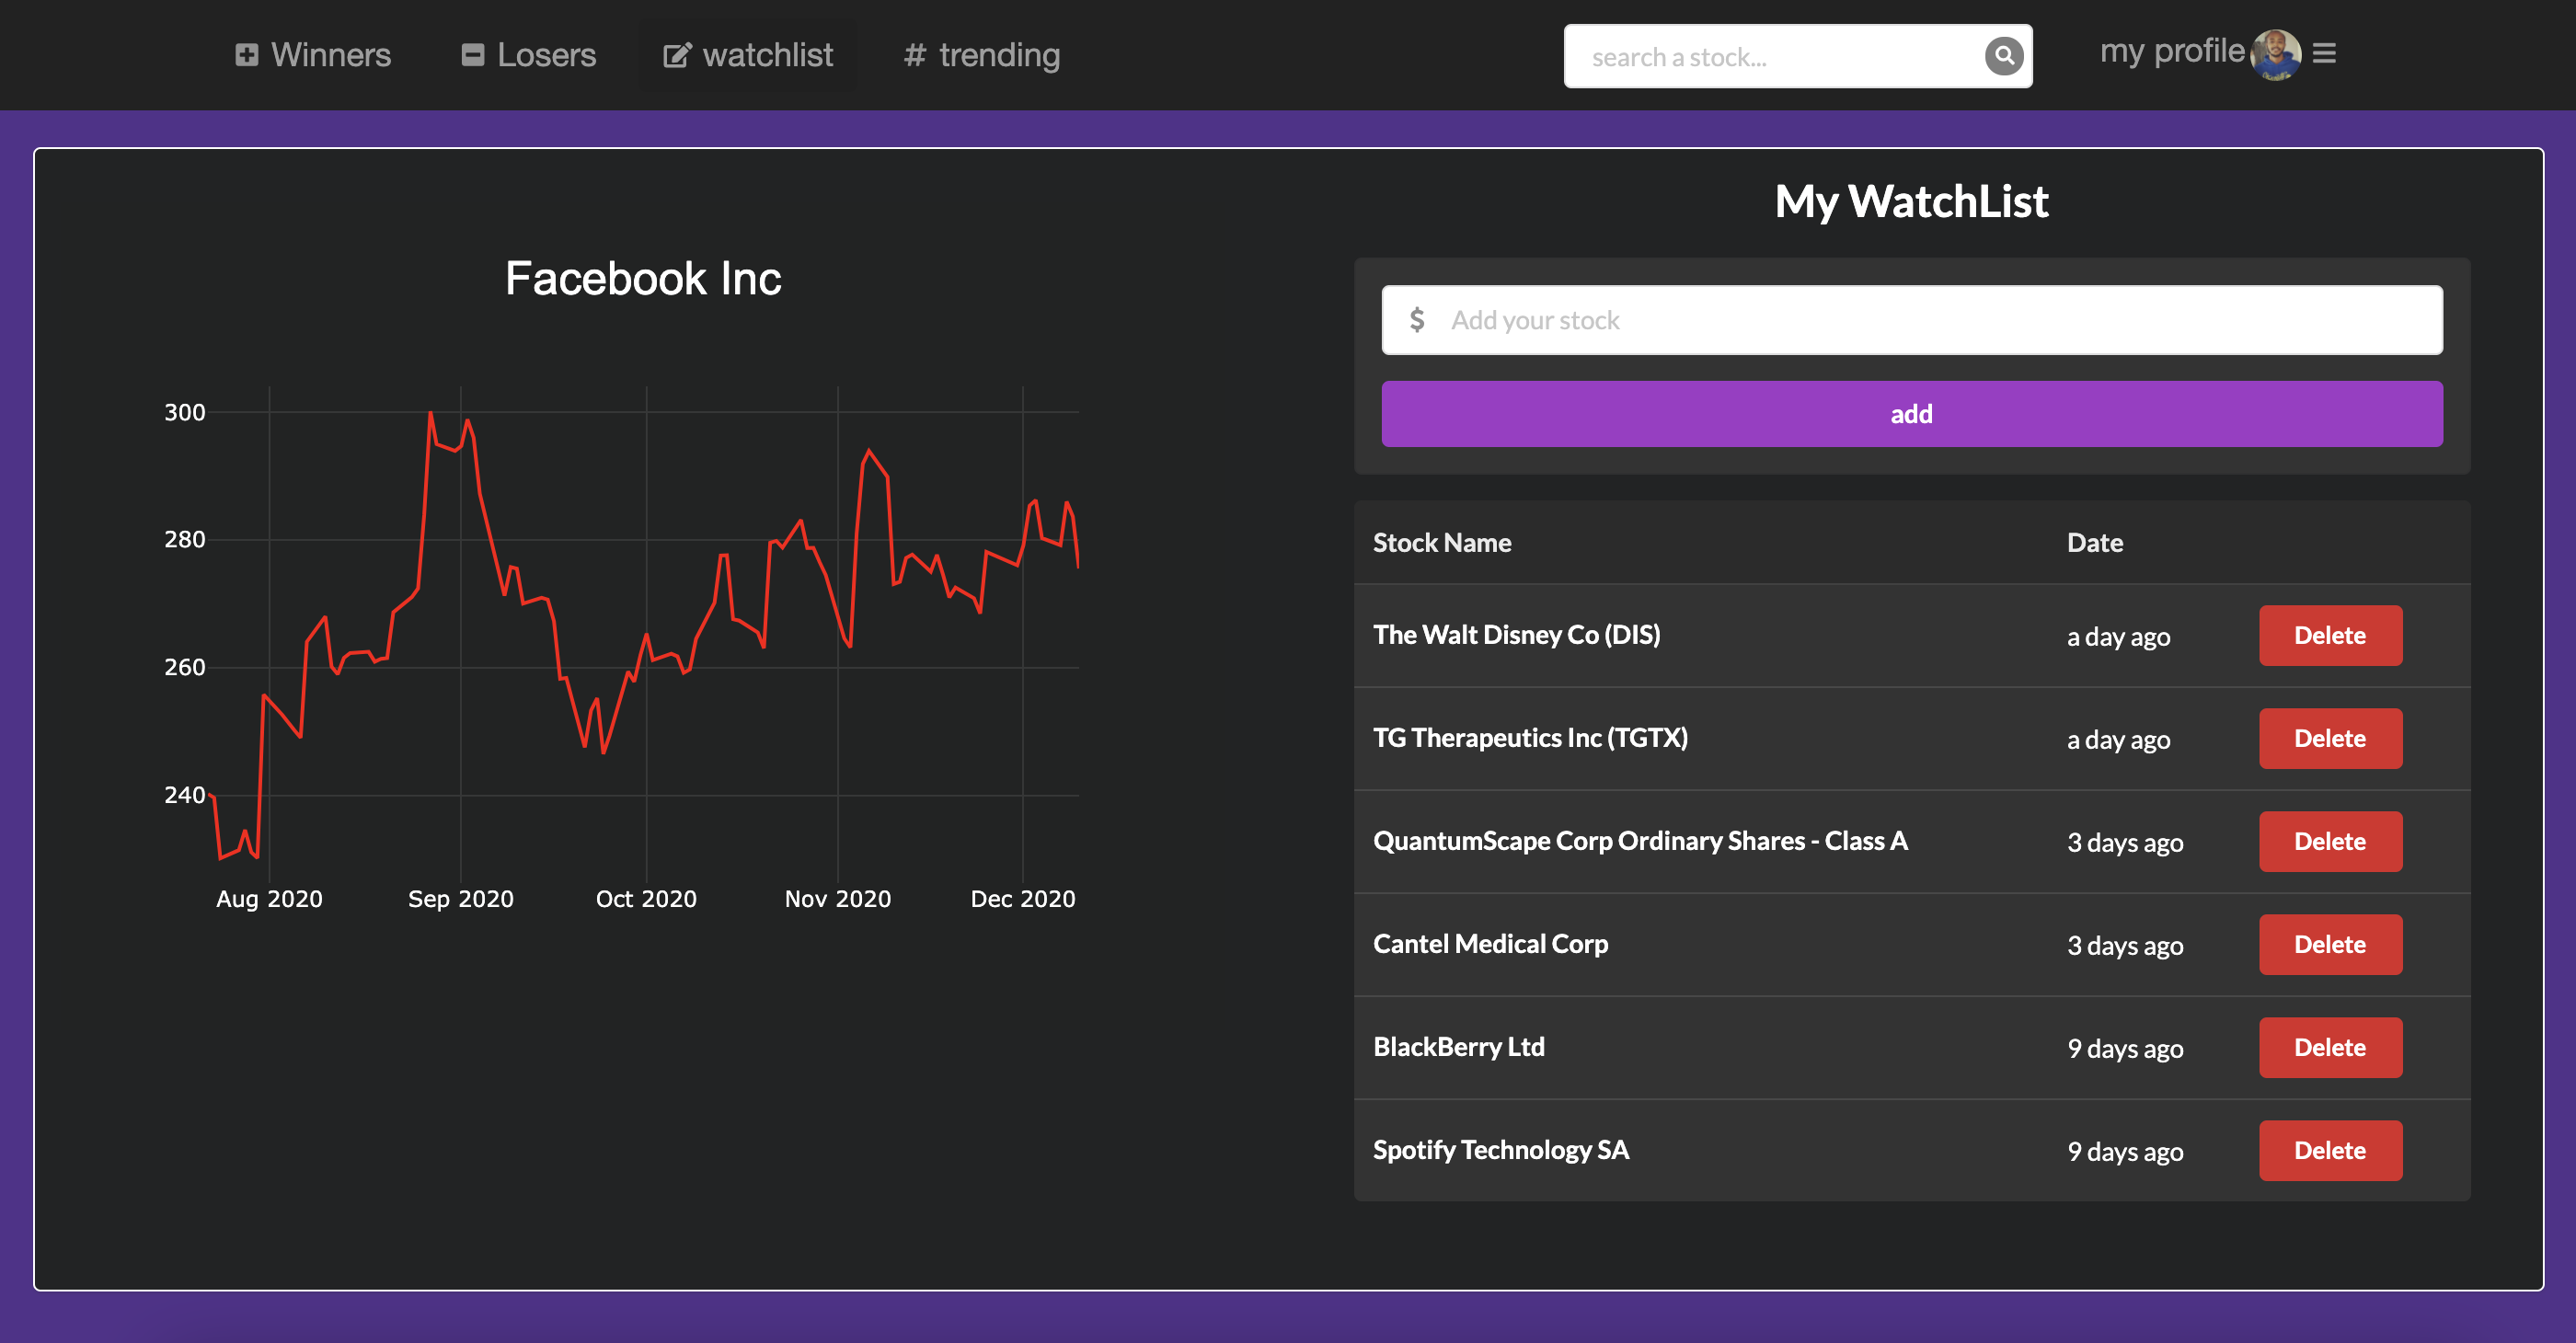 Winners Losers watchlist # trending search a stock... my profile
My WatchList
Facebook Inc
$ Add your stock
add
300
280
260
240
Aug 2020 Sep 2020 Oct 2020 Nov 2020 Dec 2020
Stock Name Date
The Walt Disney Co (DIS) a day ago Delete
TG Therapeutics Inc (TGTX) a day ago Delete
QuantumScape Corp Ordinary Shares - Class A 3 days ago Delete
Cantel Medical Corp 3 days ago Delete
BlackBerry Ltd 9 days ago Delete
Spotify Technology SA 9 days ago Delete